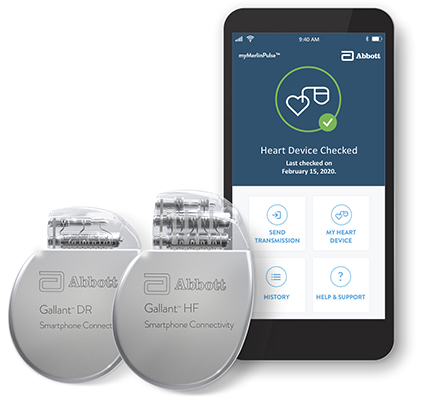 9:40 AM
myMerlinPulse™
Abbott
Heart Device Checked
Last checked on
February 15, 2020.
SEND
TRANSMISSION
MY HEART
DEVICE
HISTORY
HELP & SUPPORT
Abbott
Gallant™ DR
Smartphone Connect
Abbott
Gallant™ HF
Smartphone Connectivity